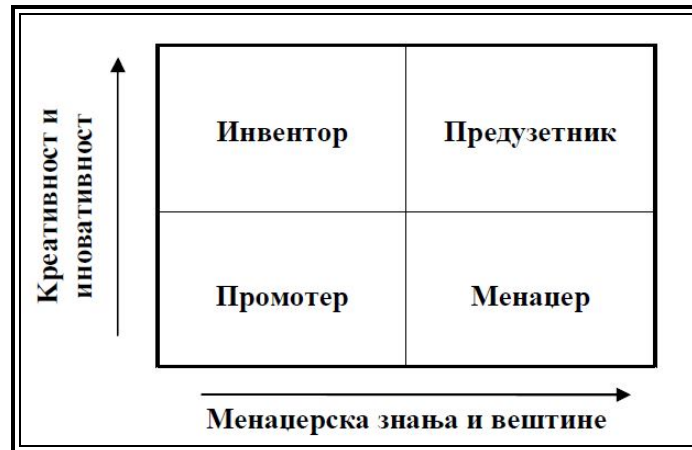 Креативност и
иновативност
Инвентор
Предузетник
Промотер
Менаџер
Менаџерска знања и вештине